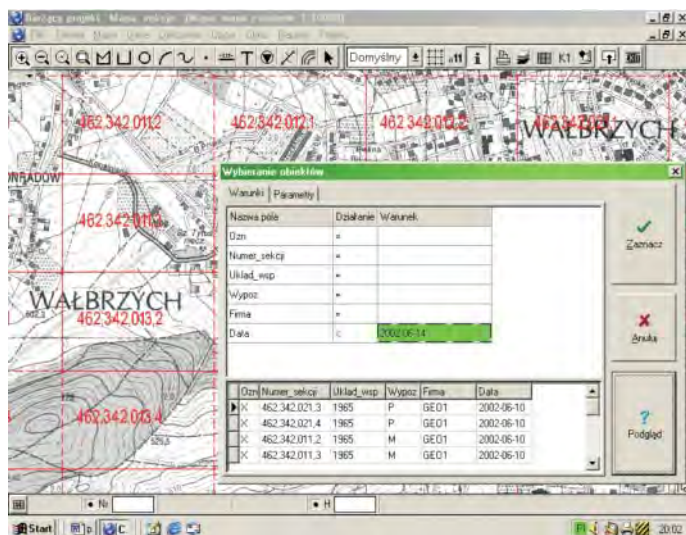 Domyślny
K1
462.342.011,2
462.342.012,1
462.342.012,2
WAŁBRZYCH
WAŁBRZYCH
462.342.013,2
462.342.013,4
Wybieranie obiektów
Warunki
Parametry
Nazwa pola Działanie Warunek
Ozn =
Numer_sekcji =
Uklad_wsp =
Wypoz =
Firma =
Data < 2002-06-14
Zaznacz
Anuluj
Podgląd
Ozn Numer_sekcji Uklad_wsp Wypoz Firma Data
X 462.342.021,3 1965 P GEO1 2002-06-10
X 462.342.021,4 1965 P GEO1 2002-06-10
X 462.342.011,2 1965 M GEO1 2002-06-10
X 462.342.011,3 1965 M GEO1 2002-06-10
Nr
H
Start
20:02